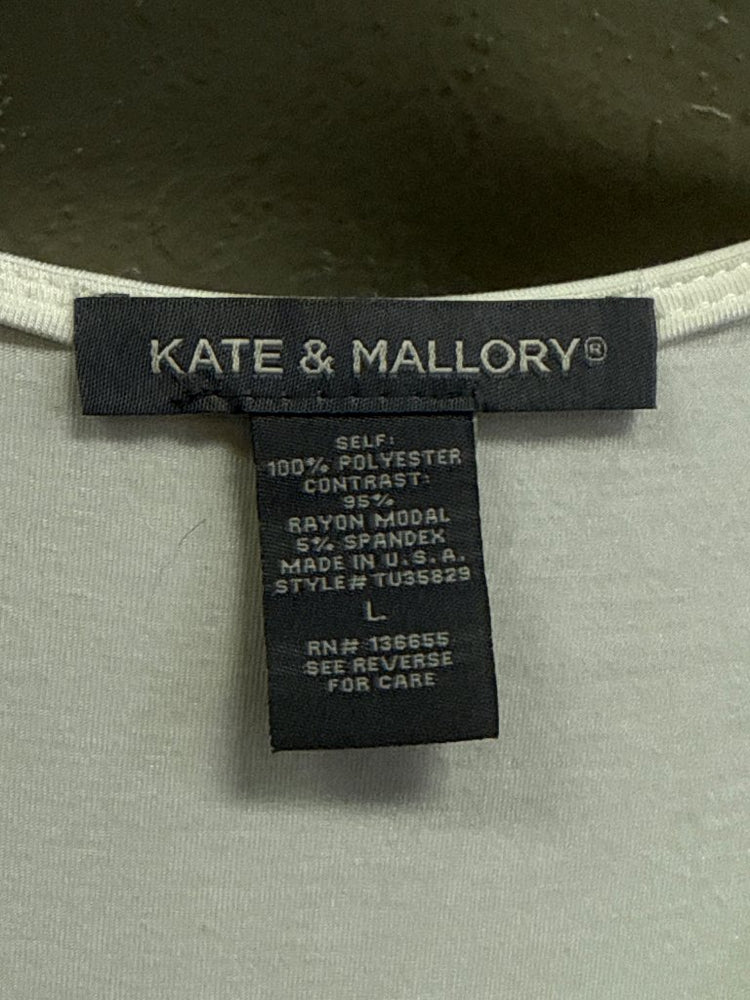 KATE & MALLORY®
SELF:
100% POLYESTER
CONTRAST:
95%
RAYON MODAL
5% SPANDEX
MADE IN U.S.A.
STYLE# TU35829
L
RN# 136655
SEE REVERSE
FOR CARE